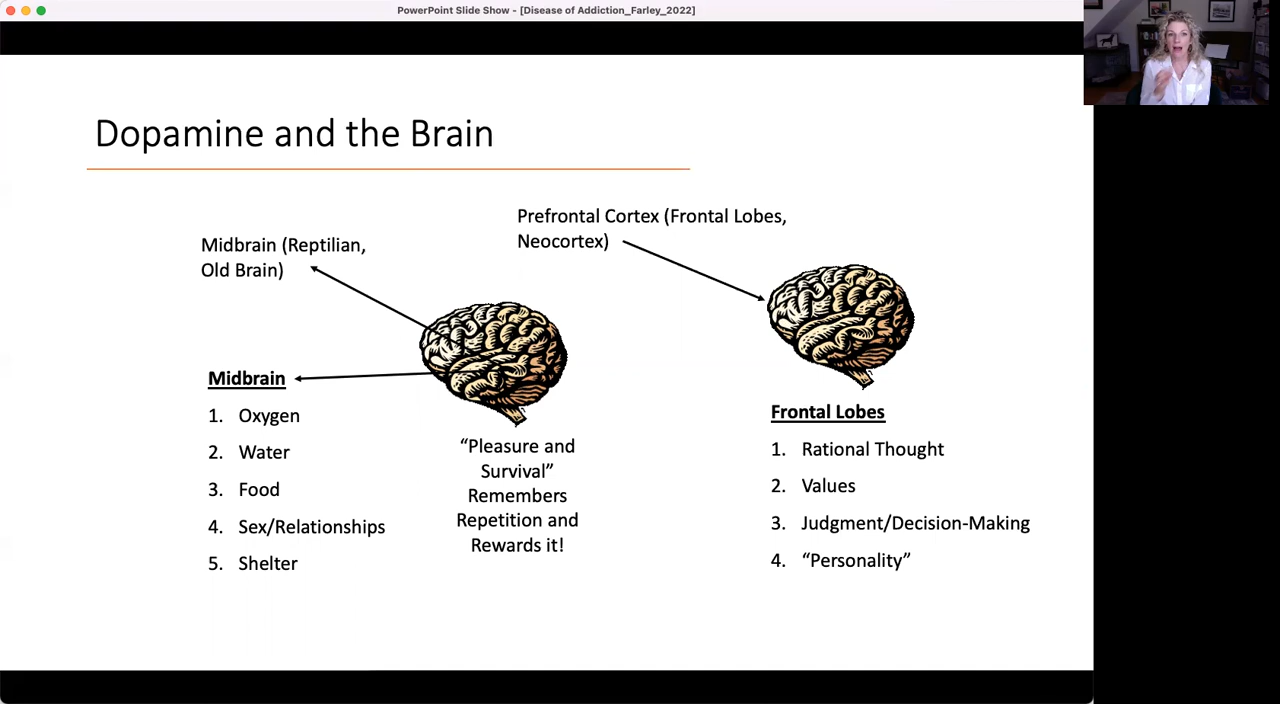 PowerPoint Slide Show - [Disease of Addiction_Farley_2022]
Dopamine and the Brain
Prefrontal Cortex (Frontal Lobes,
Neocortex)
Midbrain (Reptilian,
Old Brain)
Midbrain
1. Oxygen
2. Water
3. Food
4. Sex/Relationships
5. Shelter
“Pleasure and
Survival”
Remembers
Repetition and
Rewards it!
Frontal Lobes
1. Rational Thought
2. Values
3. Judgment/Decision-Making
4. “Personality”